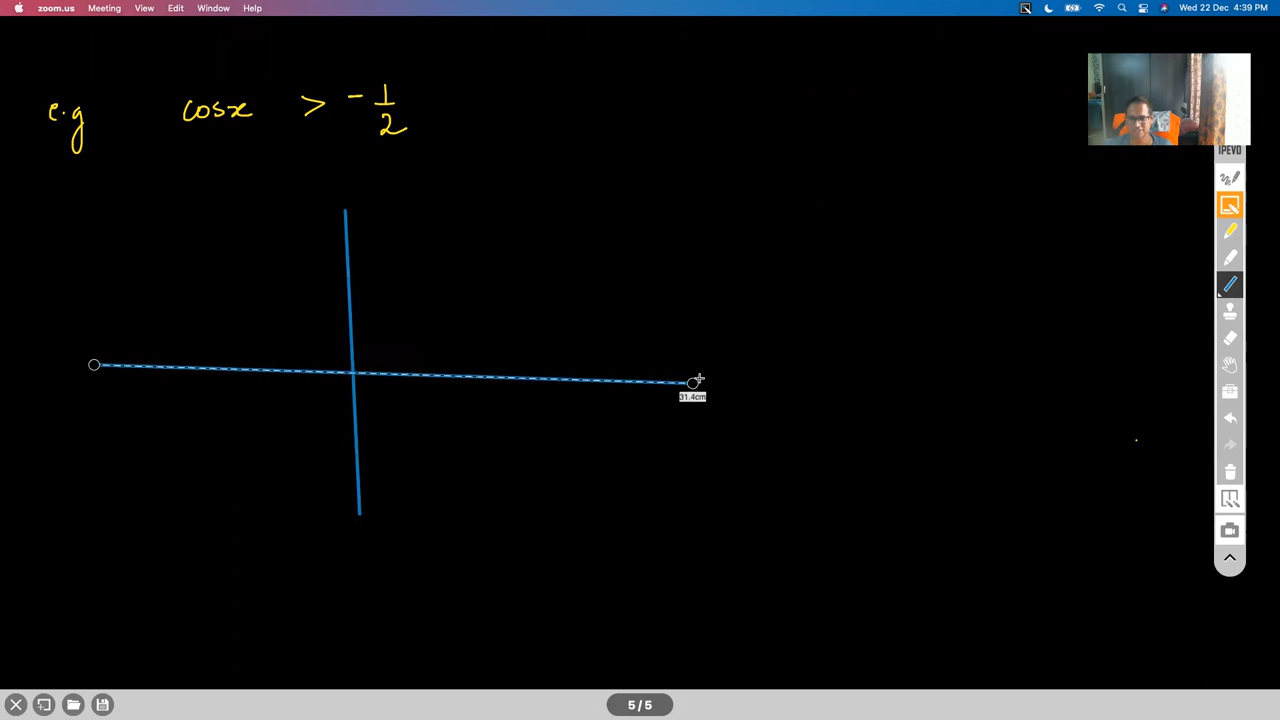 zoom.us Meeting View Edit Window Help Wed 22 Dec 4:39 PM
e.g cosx > -1/2
IPEVO
31.4cm
5 / 5